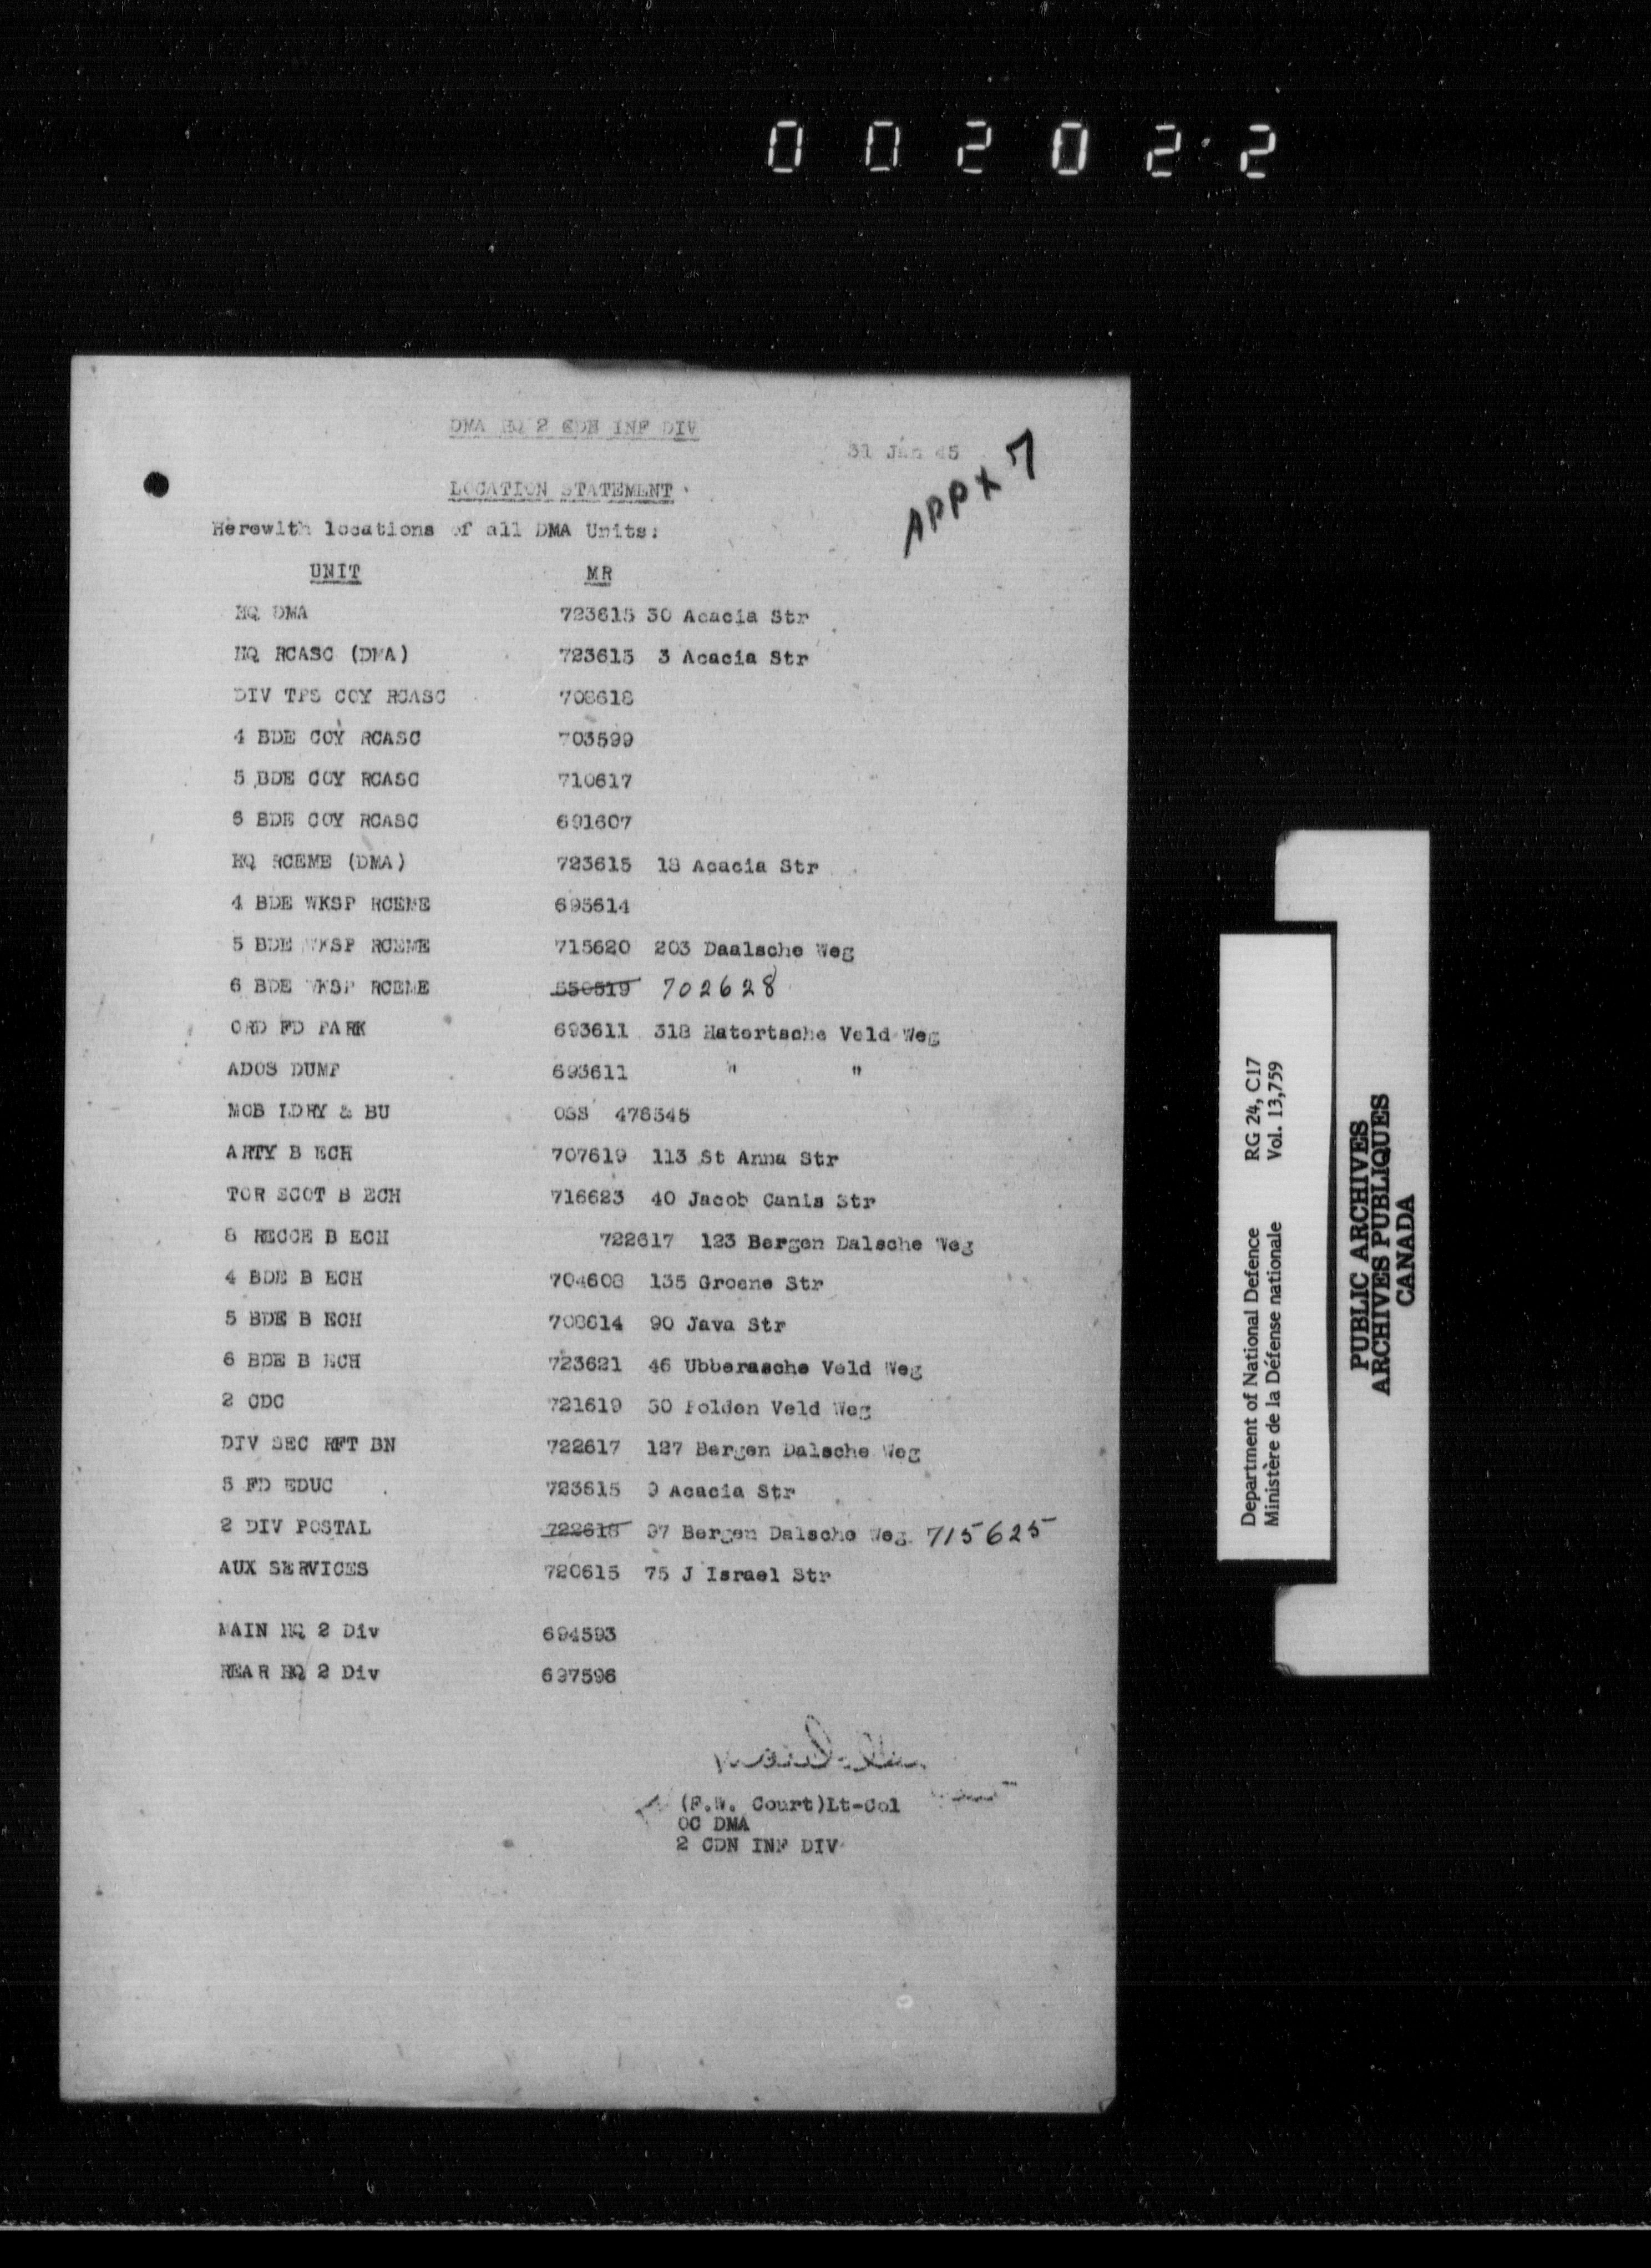 0 0 2 0 2 2
DMA HQ 2 CDN INF DIV
31 Jan 45
APPX 7
LOCATION STATEMENT
Herewith locations of all DMA Units:
UNIT MR
HQ DMA 723615 30 Acacia Str
HQ RCASC (DMA) 723615 3 Acacia Str
DIV TPS COY RCASC 708618
4 BDE COY RCASC 703599
5 BDE COY RCASC 710617
6 BDE COY RCASC 691607
HQ RCEME (DMA) 723615 18 Acacia Str
4 BDE WKSP RCEME 695614
5 BDE WKSP RCEME 715620 203 Daalsche Weg
6 BDE WKSP RCEME 702628
ORD FD PARK 693611 318 Hatertsche Veld Weg
ADOS DUMP 693611 " "
MOB LDRY & BU OSS 476545
ARTY B ECH 707619 113 St Anna Str
TOR SCOT B ECH 716623 40 Jacob Canis Str
8 RECCE B ECH 722617 123 Bergen Dalsche Weg
4 BDE B ECH 704608 135 Groene Str
5 BDE B ECH 708614 90 Java Str
6 BDE B ECH 723621 46 Ubberasche Veld Weg
2 CDC 721619 50 Polden Veld Weg
DIV SEC RFT BN 722617 127 Bergen Dalsche Weg
5 FD EDUC 723615 9 Acacia Str
2 DIV POSTAL 722618 97 Bergen Dalsche Weg 715625
AUX SERVICES 720615 75 J Israel Str
MAIN HQ 2 Div 694593
REAR HQ 2 Div 697596
(F.W. Court)Lt-Col
OC DMA
2 CDN INF DIV
Department of National Defence RG 24, C17
Ministère de la Défense nationale Vol. 13,759
PUBLIC ARCHIVES
ARCHIVES PUBLIQUES
CANADA